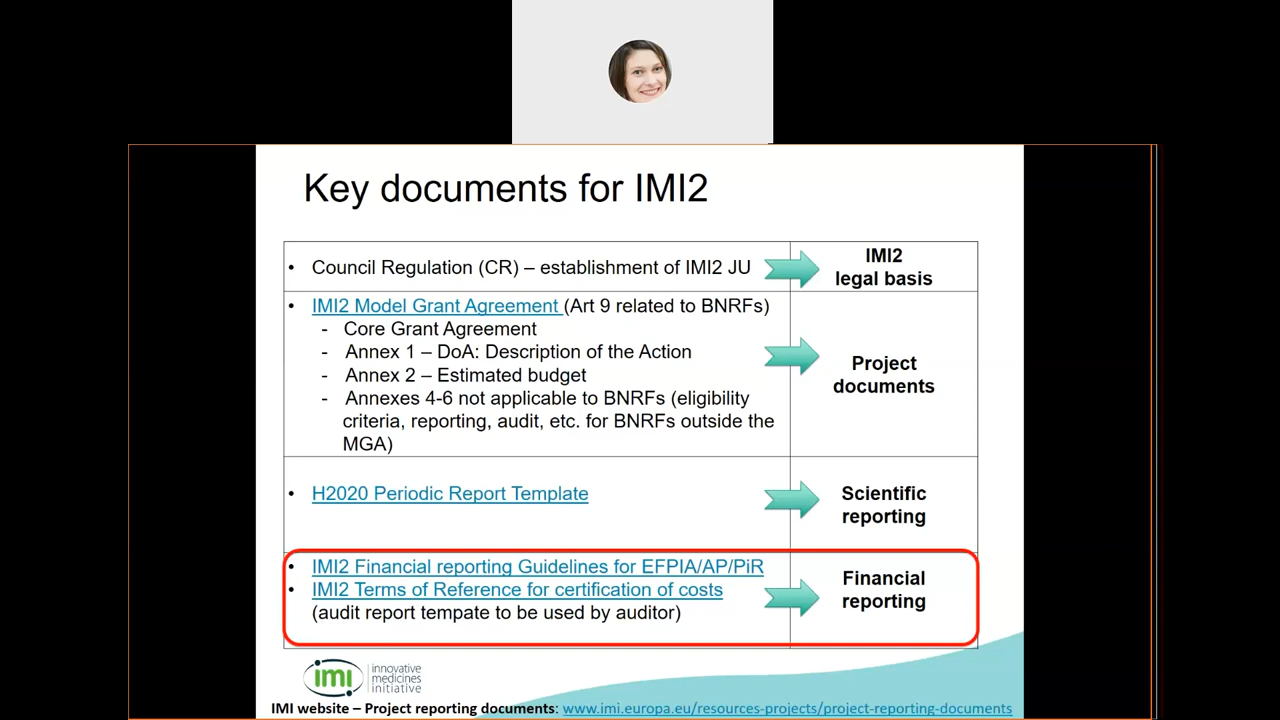 Key documents for IMI2
• Council Regulation (CR) – establishment of IMI2 JU
IMI2
legal basis
• IMI2 Model Grant Agreement (Art 9 related to BNRFs)
- Core Grant Agreement
- Annex 1 – DoA: Description of the Action
- Annex 2 – Estimated budget
- Annexes 4-6 not applicable to BNRFs (eligibility
criteria, reporting, audit, etc. for BNRFs outside the
MGA)
Project
documents
• H2020 Periodic Report Template
Scientific
reporting
• IMI2 Financial reporting Guidelines for EFPIA/AP/PiR
• IMI2 Terms of Reference for certification of costs
(audit report tempate to be used by auditor)
Financial
reporting
imi
innovative
medicines
initiative
IMI website – Project reporting documents: www.imi.europa.eu/resources-projects/project-reporting-documents